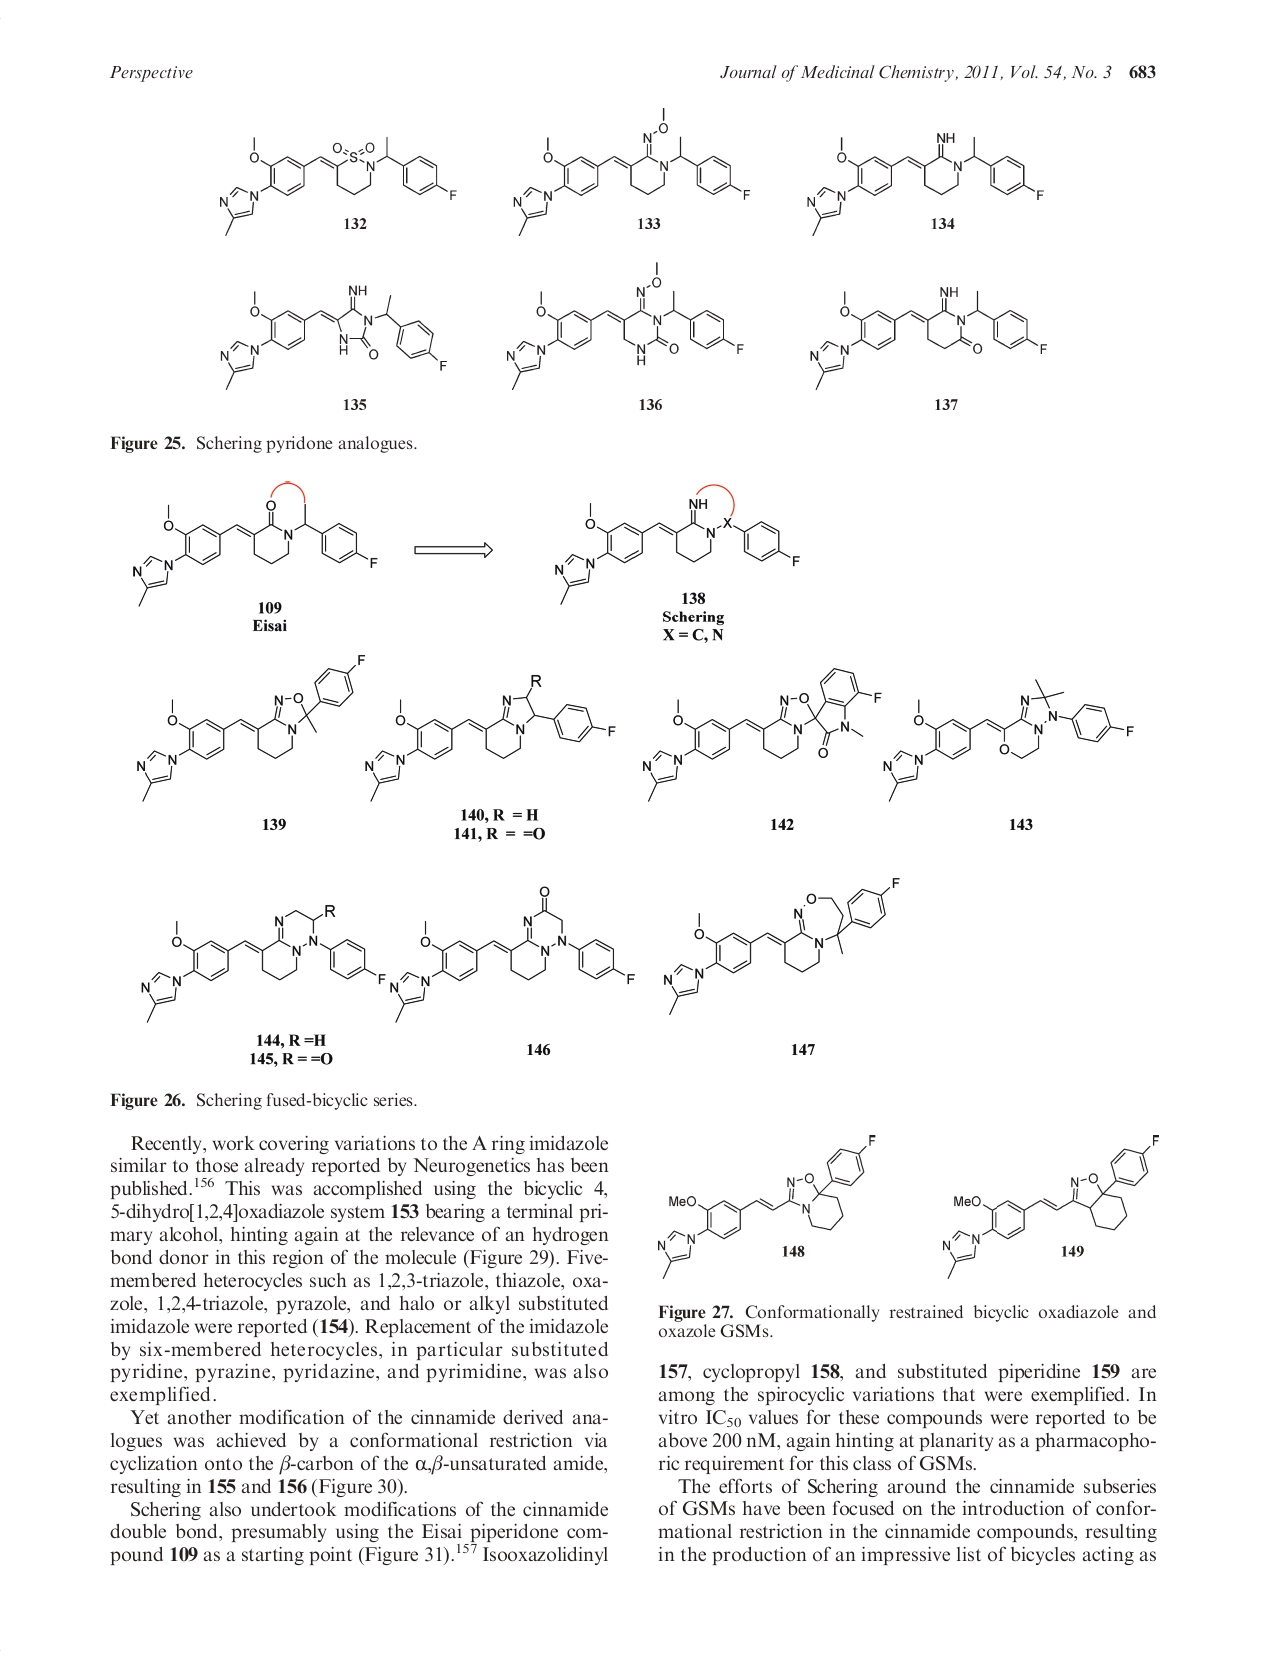 Perspective
Journal of Medicinal Chemistry, 2011, Vol. 54, No. 3 683
132
133
134
135
136
137
Figure 25. Schering pyridone analogues.
109
Eisai
138
Schering
X = C, N
139
140, R = H
141, R = =O
142
143
144, R =H
145, R = =O
146
147
Figure 26. Schering fused-bicyclic series.
Recently, work covering variations to the A ring imidazole
similar to those already reported by Neurogenetics has been
published.156 This was accomplished using the bicyclic 4,
5-dihydro[1,2,4]oxadiazole system 153 bearing a terminal pri-
mary alcohol, hinting again at the relevance of an hydrogen
bond donor in this region of the molecule (Figure 29). Five-
membered heterocycles such as 1,2,3-triazole, thiazole, oxa-
zole, 1,2,4-triazole, pyrazole, and halo or alkyl substituted
imidazole were reported (154). Replacement of the imidazole
by six-membered heterocycles, in particular substituted
pyridine, pyrazine, pyridazine, and pyrimidine, was also
exemplified.
Yet another modification of the cinnamide derived ana-
logues was achieved by a conformational restriction via
cyclization onto the β-carbon of the α,β-unsaturated amide,
resulting in 155 and 156 (Figure 30).
Schering also undertook modifications of the cinnamide
double bond, presumably using the Eisai piperidone com-
pound 109 as a starting point (Figure 31).157 Isooxazolidinyl
148
149
Figure 27. Conformationally restrained bicyclic oxadiazole and
oxazole GSMs.
157, cyclopropyl 158, and substituted piperidine 159 are
among the spirocyclic variations that were exemplified. In
vitro IC50 values for these compounds were reported to be
above 200 nM, again hinting at planarity as a pharmacopho-
ric requirement for this class of GSMs.
The efforts of Schering around the cinnamide subseries
of GSMs have been focused on the introduction of confor-
mational restriction in the cinnamide compounds, resulting
in the production of an impressive list of bicycles acting as